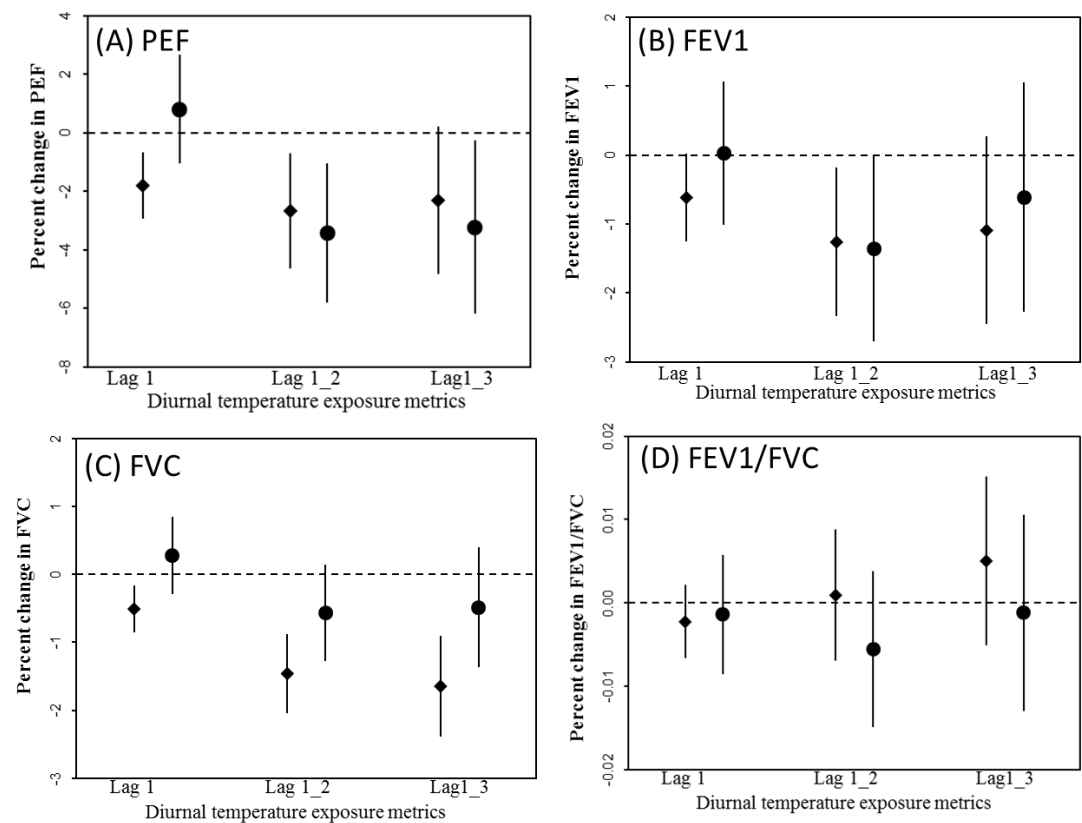 (A) PEF
Percent change in PEF
4
2
0
-2
-4
-6
-8
Lag 1
Lag 1_2
Lag1_3
Diurnal temperature exposure metrics
(B) FEV1
Percent change in FEV1
2
1
0
-1
-2
-3
Lag 1
Lag 1_2
Lag1_3
Diurnal temperature exposure metrics
(C) FVC
Percent change in FVC
2
1
0
-1
-2
-3
Lag 1
Lag 1_2
Lag1_3
Diurnal temperature exposure metrics
(D) FEV1/FVC
Percent change in FEV1/FVC
0.02
0.01
0.00
-0.01
-0.02
Lag 1
Lag 1_2
Lag1_3
Diurnal temperature exposure metrics